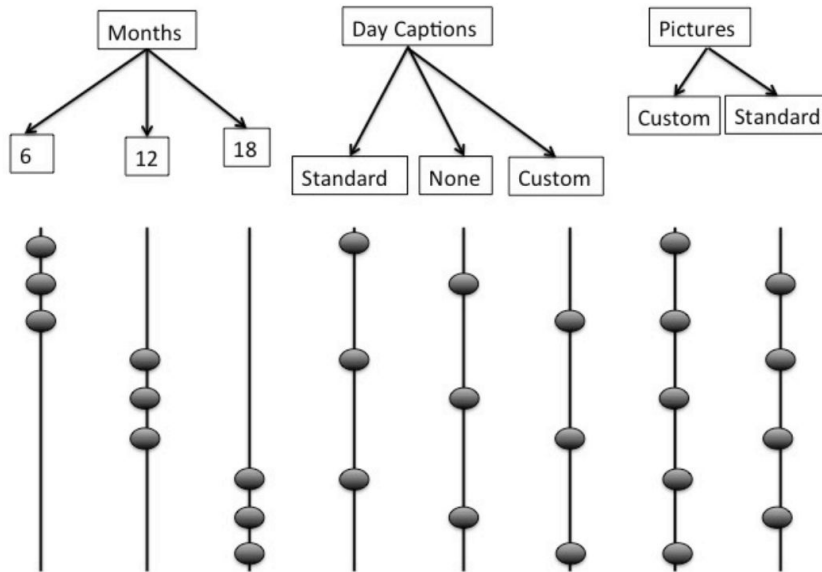 Months
Day Captions
Pictures
6
12
18
Standard
None
Custom
Custom
Standard